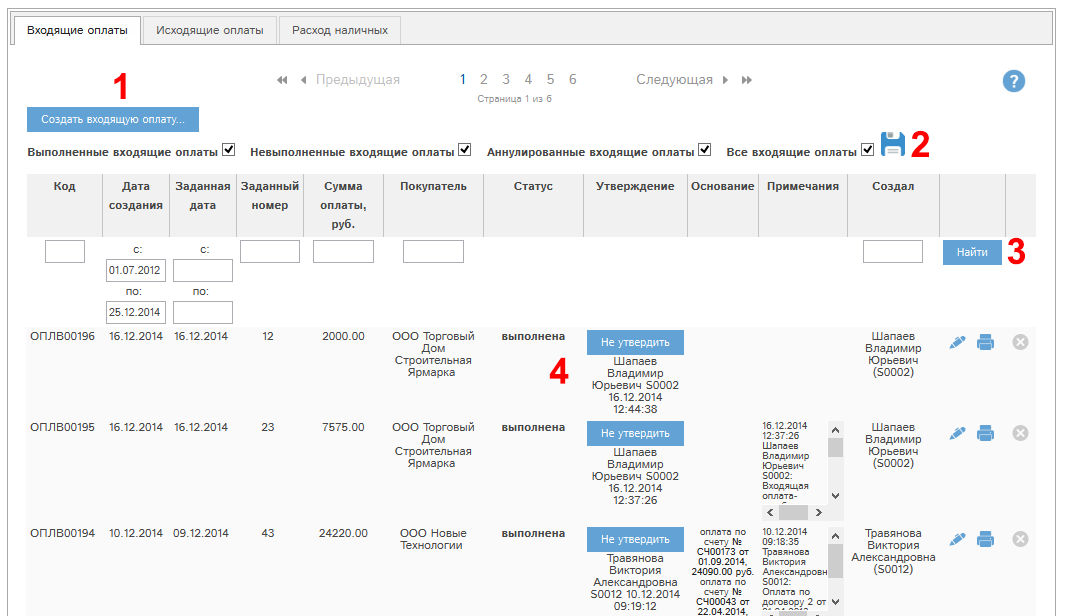 Входящие оплаты Исходящие оплаты Расход наличных
1 Предыдущая 1 2 3 4 5 6 Следующая ?
Страница 1 из 6
Создать входящую оплату...
Выполненные входящие оплаты Невыполненные входящие оплаты Аннулированные входящие оплаты Все входящие оплаты 2
Код Дата Заданная Заданный Сумма Покупатель Статус Утверждение Основание Примечания Создал
создания дата номер оплаты,
руб.
с: с: Найти 3
01.07.2012
по: по:
25.12.2014
ОПЛВ00196 16.12.2014 16.12.2014 12 2000.00 ООО Торговый выполнена Не утвердить Шапаев
Дом Владимир
Строительная Шапаев Юрьевич
Ярмарка 4 Владимир (S0002)
Юрьевич S0002
16.12.2014
12:44:38
ОПЛВ00195 16.12.2014 16.12.2014 23 7575.00 ООО Торговый выполнена Не утвердить 16.12.2014 Шапаев
Дом 12:37:26 Владимир
Строительная Шапаев Шапаев Юрьевич
Ярмарка Владимир Владимир (S0002)
Юрьевич S0002 Юрьевич
16.12.2014 S0002:
12:37:26 Входящая
оплата-
ОПЛВ00194 10.12.2014 09.12.2014 43 24220.00 ООО Новые выполнена Не утвердить оплата по 10.12.2014 Травянова
Технологии счету № 09:18:35 Виктория
Травянова СЧ00173 от Травянова Александровна
Виктория 01.09.2014, Виктория (S0012)
Александровна 24090.00 руб. Александровн
S0012 10.12.2014 оплата по S0012:
09:19:12 счету № Оплата по
СЧ00043 от договору 2 от
22.04.2014,